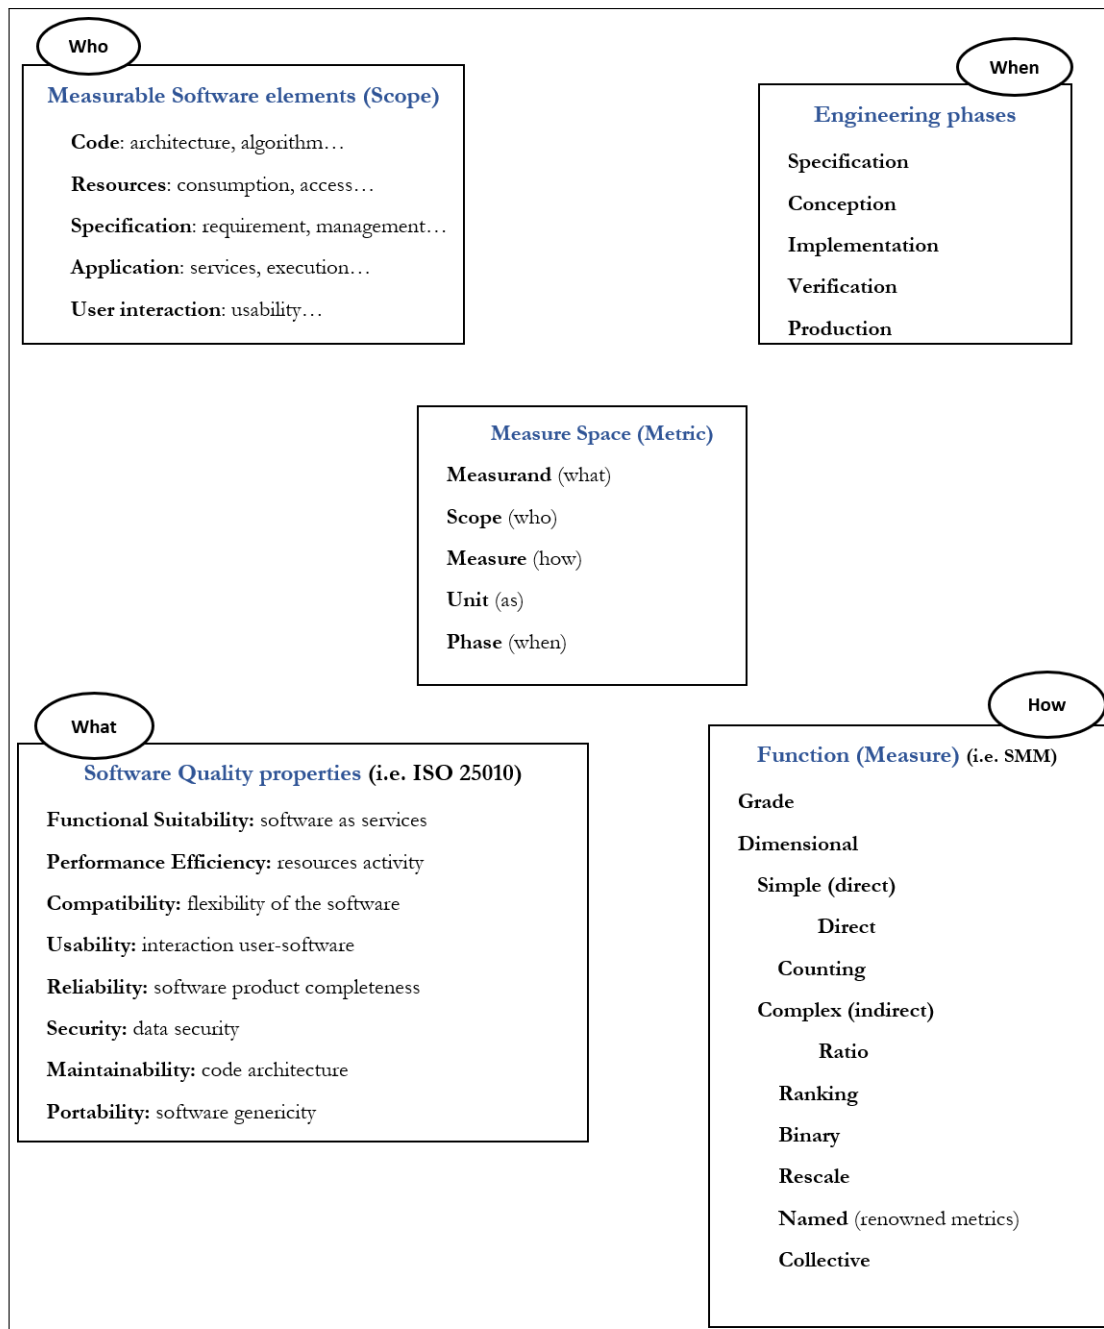 Who
Measurable Software elements (Scope)
Code: architecture, algorithm…
Resources: consumption, access…
Specification: requirement, management…
Application: services, execution…
User interaction: usability…
When
Engineering phases
Specification
Conception
Implementation
Verification
Production
Measure Space (Metric)
Measurand (what)
Scope (who)
Measure (how)
Unit (as)
Phase (when)
What
Software Quality properties (i.e. ISO 25010)
Functional Suitability: software as services
Performance Efficiency: resources activity
Compatibility: flexibility of the software
Usability: interaction user-software
Reliability: software product completeness
Security: data security
Maintainability: code architecture
Portability: software genericity
How
Function (Measure) (i.e. SMM)
Grade
Dimensional
Simple (direct)
Direct
Counting
Complex (indirect)
Ratio
Ranking
Binary
Rescale
Named (renowned metrics)
Collective